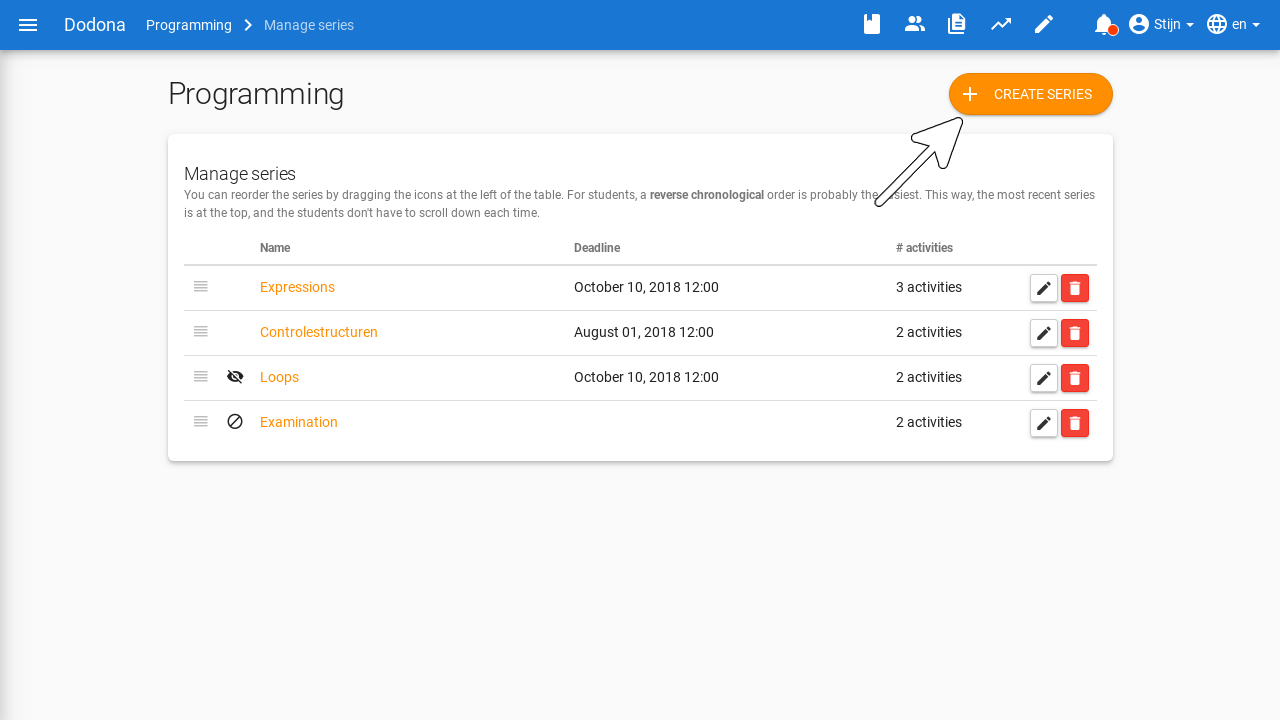 Dodona Programming Manage series Stijn en
Programming
CREATE SERIES
Manage series
You can reorder the series by dragging the icons at the left of the table. For students, a reverse chronological order is probably the easiest. This way, the most recent series
is at the top, and the students don't have to scroll down each time.
Name Deadline # activities
Expressions October 10, 2018 12:00 3 activities
Controlestructuren August 01, 2018 12:00 2 activities
Loops October 10, 2018 12:00 2 activities
Examination 2 activities